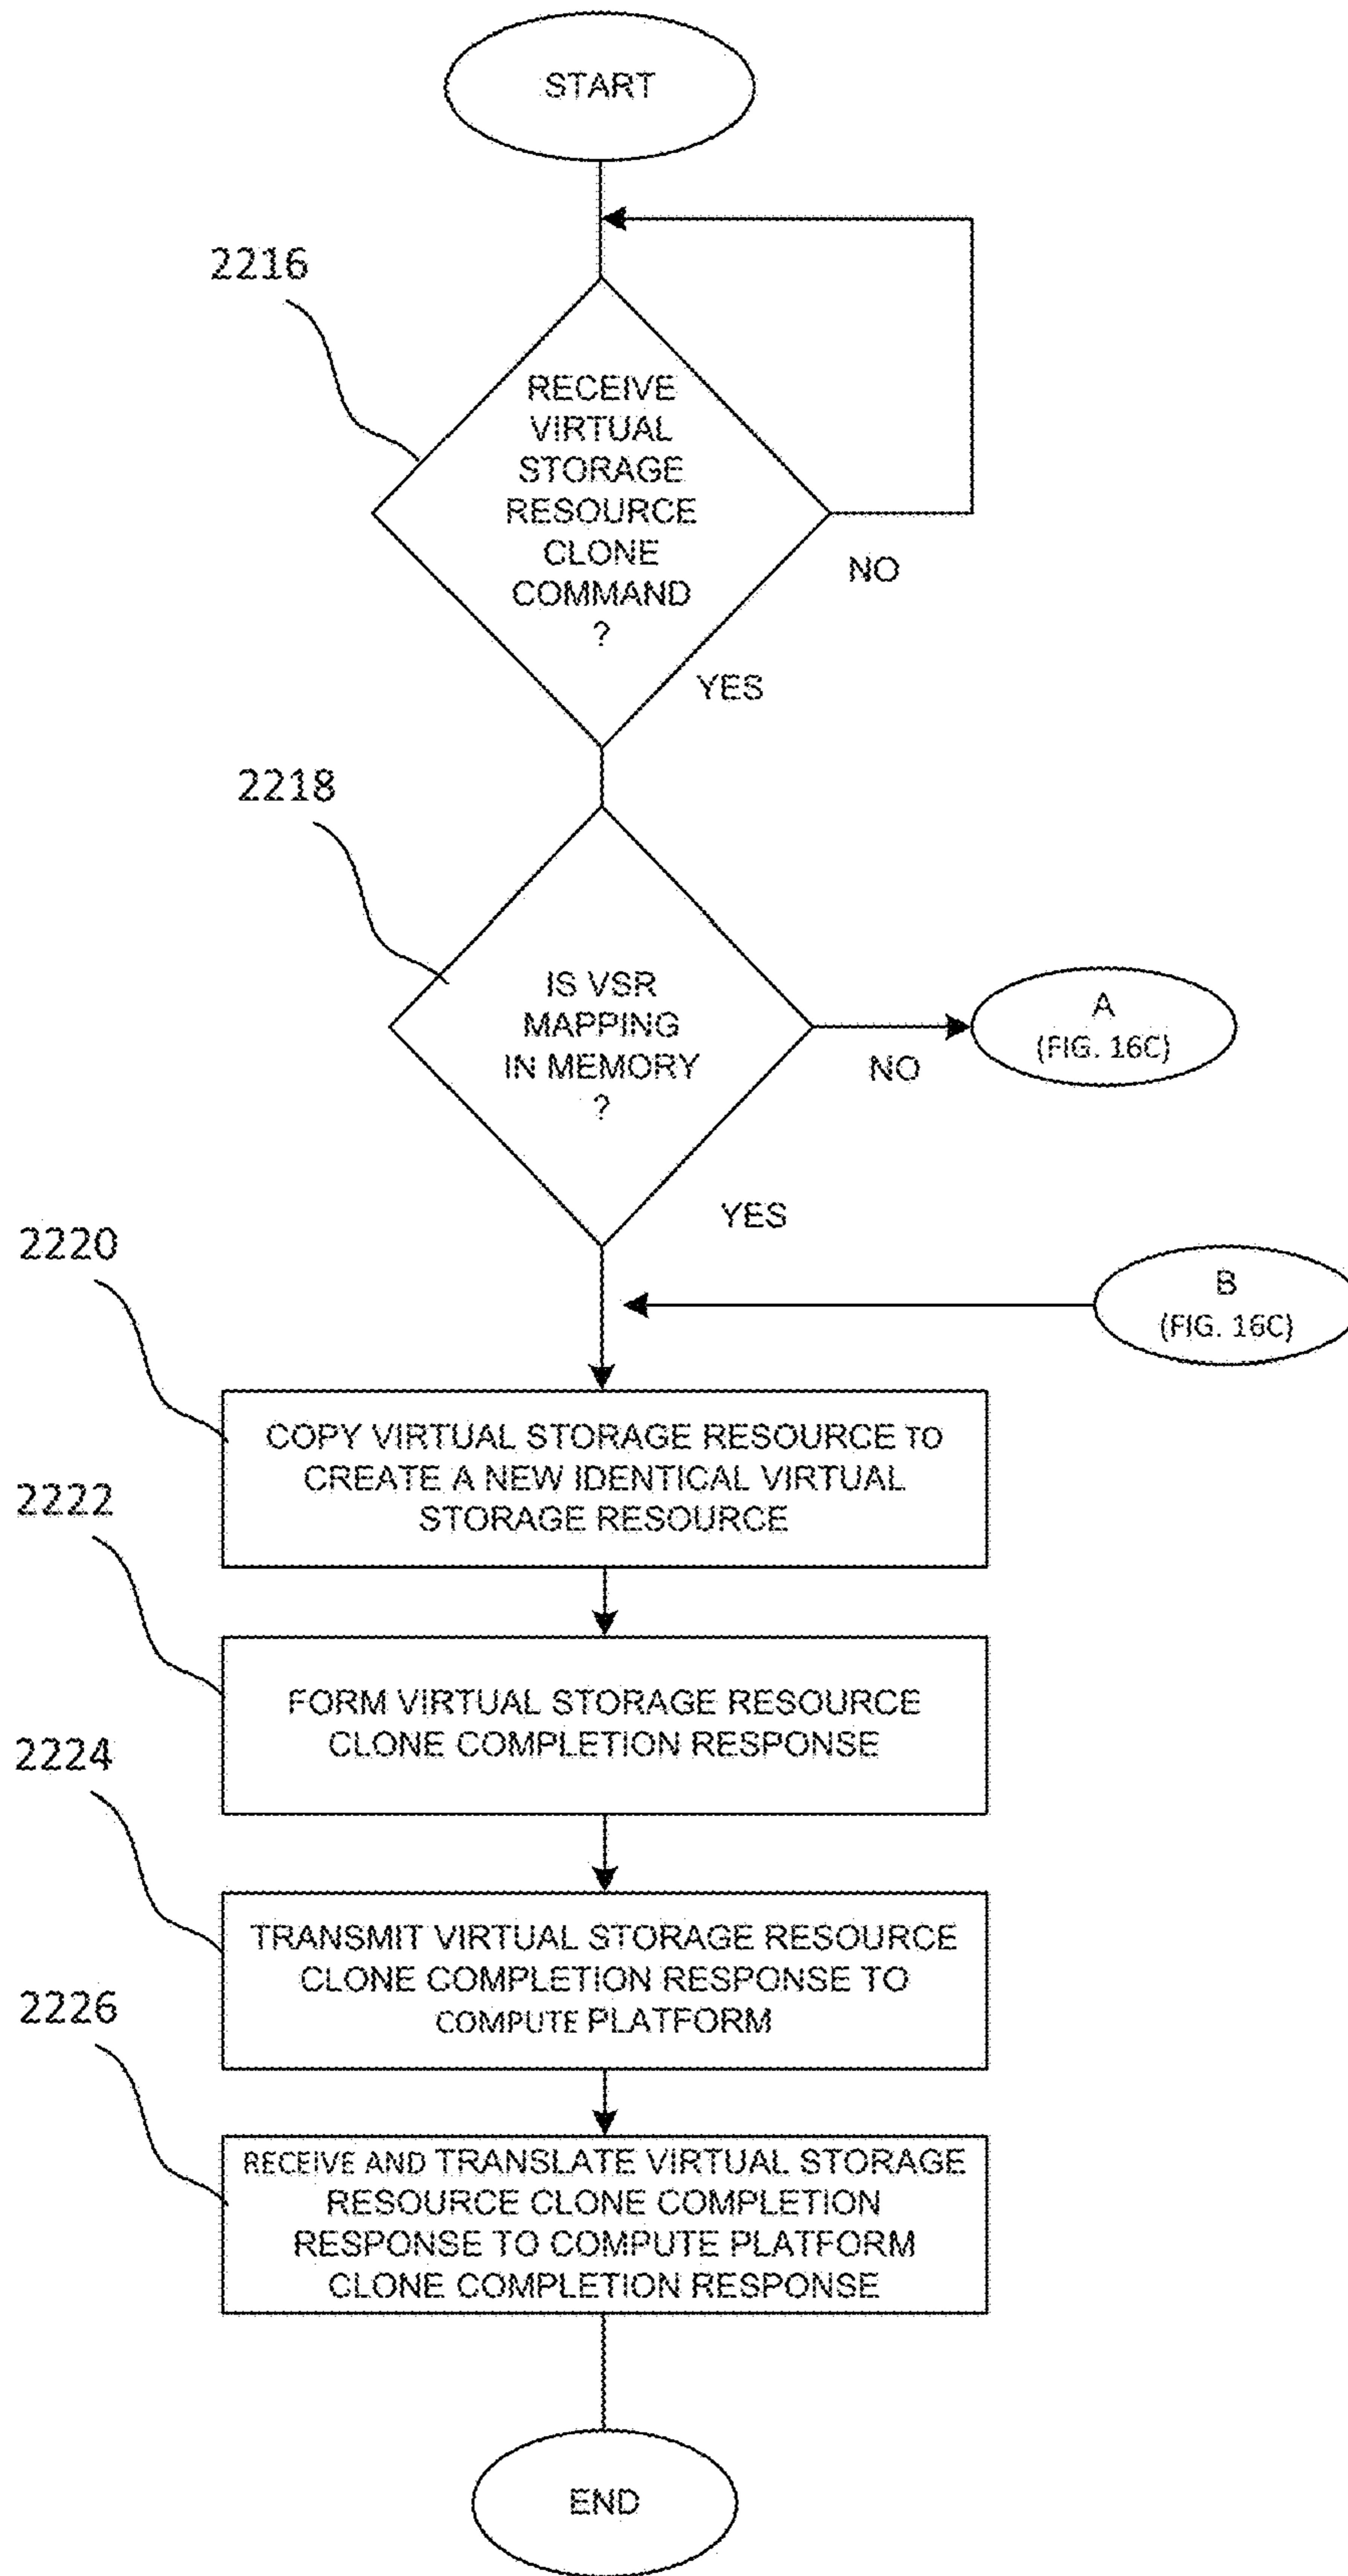 START
2216
RECEIVE
VIRTUAL
STORAGE
RESOURCE
CLONE
COMMAND
?
NO
YES
2218
IS VSR
MAPPING
IN MEMORY
?
NO
A
(FIG. 16C)
YES
B
(FIG. 16C)
2220
COPY VIRTUAL STORAGE RESOURCE TO
CREATE A NEW IDENTICAL VIRTUAL
STORAGE RESOURCE
2222
FORM VIRTUAL STORAGE RESOURCE
CLONE COMPLETION RESPONSE
2224
TRANSMIT VIRTUAL STORAGE RESOURCE
CLONE COMPLETION RESPONSE TO
COMPUTE PLATFORM
2226
RECEIVE AND TRANSLATE VIRTUAL STORAGE
RESOURCE CLONE COMPLETION
RESPONSE TO COMPUTE PLATFORM
CLONE COMPLETION RESPONSE
END